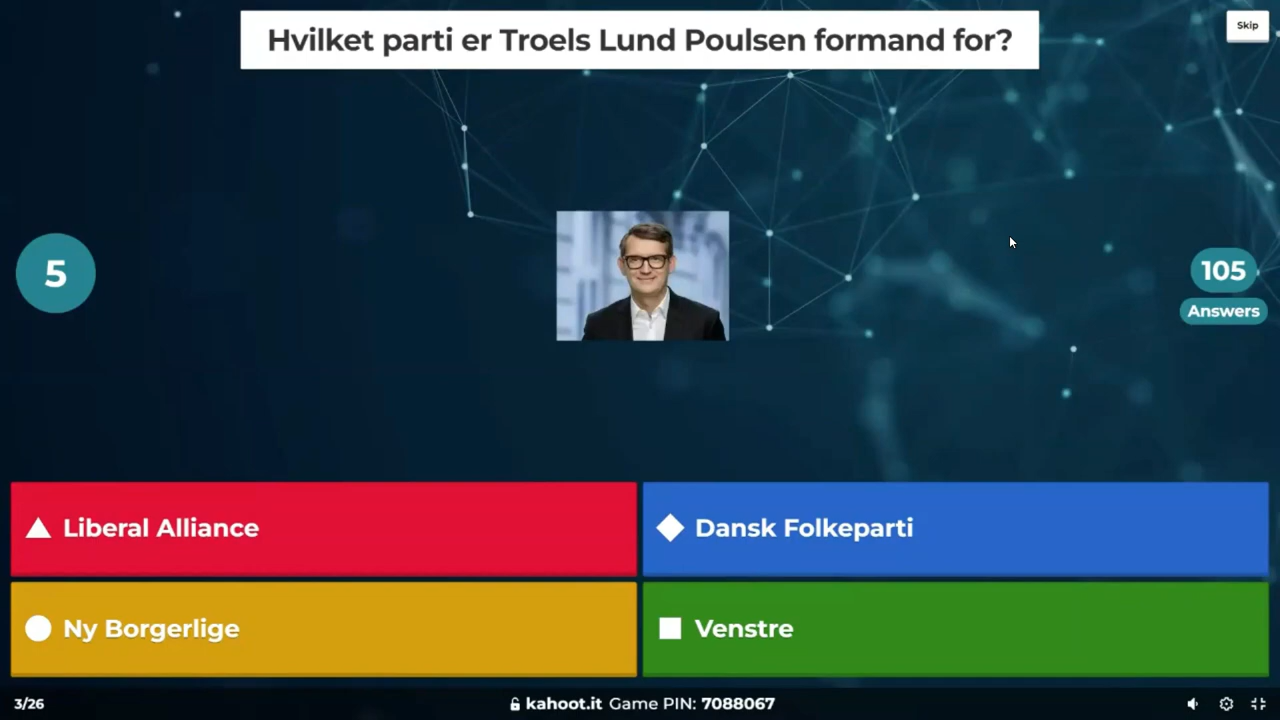 Hvilket parti er Troels Lund Poulsen formand for?
Skip
5
105
Answers
Liberal Alliance
Dansk Folkeparti
Ny Borgerlige
Venstre
3/26
kahoot.it Game PIN: 7088067